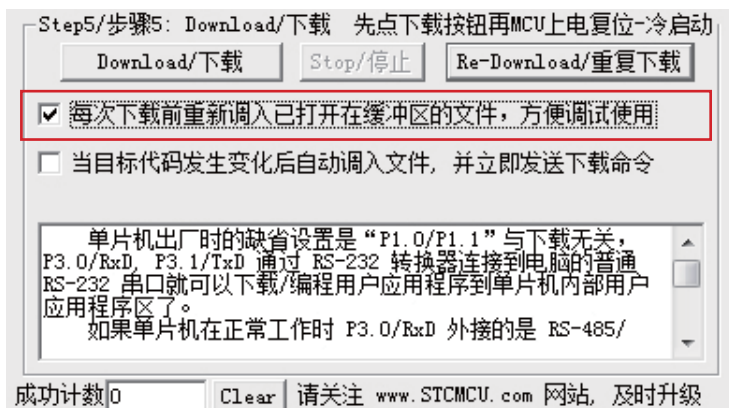 Step5/步骤5: Download/下载 先点下载按钮再MCU上电复位-冷启动
Download/下载 Stop/停止 Re-Download/重复下载
每次下载前重新调入已打开在缓冲区的文件，方便调试使用
当目标代码发生变化后自动调入文件, 并立即发送下载命令
单片机出厂时的缺省设置是“P1.0/P1.1”与下载无关，
P3.0/RxD, P3.1/TxD 通过 RS-232 转换器连接到电脑的普通
RS-232 串口就可以下载/编程用户应用程序到单片机内部用户
应用程序区了。
如果单片机在正常工作时 P3.0/RxD 外接的是 RS-485/
成功计数 0 Clear 请关注 www.STCMCU.com 网站, 及时升级